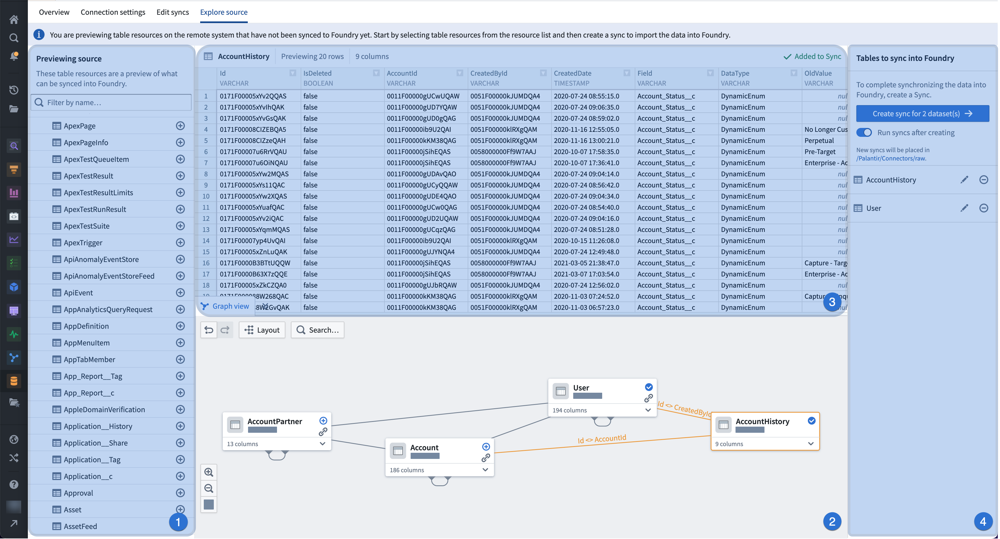 Overview Connection settings Edit syncs Explore source
You are previewing table resources on the remote system that have not been synced to Foundry yet. Start by selecting table resources from the resource list and then create a sync to import the data into Foundry.
Previewing source
These table resources are a preview of what
can be synced into Foundry.
Filter by name…
ApexPage
ApexPageInfo
ApexTestQueueItem
ApexTestResult
ApexTestResultLimits
ApexTestRunResult
ApexTestSuite
ApexTrigger
ApiAnomalyEventStore
ApiAnomalyEventStoreFeed
ApiEvent
AppAnalyticsQueryRequest
AppDefinition
AppMenuItem
AppTabMember
App_Report__Tag
App_Report__c
AppleDomainVerification
Application__History
Application__Share
Application__Tag
Application__c
Approval
Asset
AssetFeed
1
AccountHistory Previewing 20 rows 9 columns Added to Sync
Id IsDeleted AccountId CreatedById CreatedDate Field DataType OldValue
VARCHAR BOOLEAN VARCHAR VARCHAR TIMESTAMP VARCHAR VARCHAR VARCHAR
1 0171F00005xYv2QQAS false 0011F00000gUCwUQAW 0051F00000kJUMDQA4 2020-07-24 08:55:15.0 Account_Status__c DynamicEnum nul
2 0171F00005xYvIhQAK false 0011F00000gUD7YQAW 0051F00000kJUMDQA4 2020-07-24 09:06:35.0 Account_Status__c DynamicEnum nul
3 0171F00005xYvGsQAK false 0011F00000gUD0gQAG 0051F00000kJUMDQA4 2020-07-24 08:59:02.0 Account_Status__c DynamicEnum nul
4 0171F00008CIZEBQA5 false 0011F00000ib9U2QAI 0051F00000klRXgQAM 2020-11-16 12:55:05.0 Account_Status__c DynamicEnum No Longer Cus
5 0171F00008CIZzeQAH false 0011F00000kKM38QAG 0051F00000klRXgQAM 2020-11-16 13:00:21.0 Account_Status__c DynamicEnum Perpetual
6 0171F00007u6RrVQAU false 0011F00000jSihEQAS 0058000000Ff9W7AAJ 2020-10-07 17:58:35.0 Account_Status__c DynamicEnum Pre-Target
7 0171F00007u6OiNQAU false 0011F00000jSihEQAS 0058000000Ff9W7AAJ 2020-10-07 17:36:41.0 Account_Status__c DynamicEnum Enterprise - Ac
8 0171F00005xYw2MQAS false 0011F00000gUDAvQAO 0051F00000kJUMDQA4 2020-07-24 09:04:14.0 Account_Status__c DynamicEnum nul
9 0171F00005xYs11QAC false 0011F00000gUCyQQAW 0051F00000kJUMDQA4 2020-07-24 08:56:42.0 Account_Status__c DynamicEnum nul
10 0171F00005xYw2XQAS false 0011F00000gUDE4QAO 0051F00000kJUMDQA4 2020-07-24 09:04:34.0 Account_Status__c DynamicEnum nul
11 0171F00005xYuafQAC false 0011F00000gUCw0QAG 0051F00000kJUMDQA4 2020-07-24 08:54:40.0 Account_Status__c DynamicEnum nul
12 0171F00005xYv2iQAC false 0011F00000gUD2UQAW 0051F00000kJUMDQA4 2020-07-24 09:04:16.0 Account_Status__c DynamicEnum nul
13 0171F00005xYqmMQAS false 0011F00000gUCqzQAG 0051F00000kJUMDQA4 2020-07-24 08:51:28.0 Account_Status__c DynamicEnum nul
14 0171F00007yp4UvQAI false 0011F00000ib9U2QAI 0051F00000klRXgQAM 2020-10-15 11:26:08.0 Account_Status__c DynamicEnum nul
15 0171F00005xZnLuQAK false 0011F00000gUJYNQA4 0051F00000kJUMDQA4 2020-07-24 12:49:48.0 Account_Status__c DynamicEnum nul
16 0171F0000B3BTtUQQW false 0011F00000jSihEQAS 0058000000Ff9W7AAJ 2021-03-05 21:38:47.0 Account_Status__c DynamicEnum Capture - Targ
17 0171F0000B63X7zQQE false 0011F00000jSihEQAS 0058000000Ff9W7AAJ 2021-03-07 17:03:54.0 Account_Status__c DynamicEnum Enterprise - Ac
18 0171F00005xZkCZQA0 false 0011F00000gUJbRQAW 0051F00000kJUMDQA4 2020-07-24 12:56:02.0 Account_Status__c DynamicEnum nul
false 0011F00000kKM38QAG 0051F00000klRXgQAM 2020-11-03 07:24:52.0 Account_Status__c DynamicEnum
false 0011F00000kKM38QAG 0051F00000klRXgQAM 2020-11-03 06:57:23.0 Account_Status__c DynamicEnum nul
Graph view
3
Layout Search…
User
194 columns
Id <> CreatedById
AccountPartner
13 columns
AccountHistory
9 columns
Id <> AccountId
Account
186 columns
2
Tables to sync into Foundry
To complete synchronizing the data into
Foundry, create a Sync.
Create sync for 2 dataset(s)
Run syncs after creating
New syncs will be placed in
/Palantir/Connectors/raw.
AccountHistory
User
4